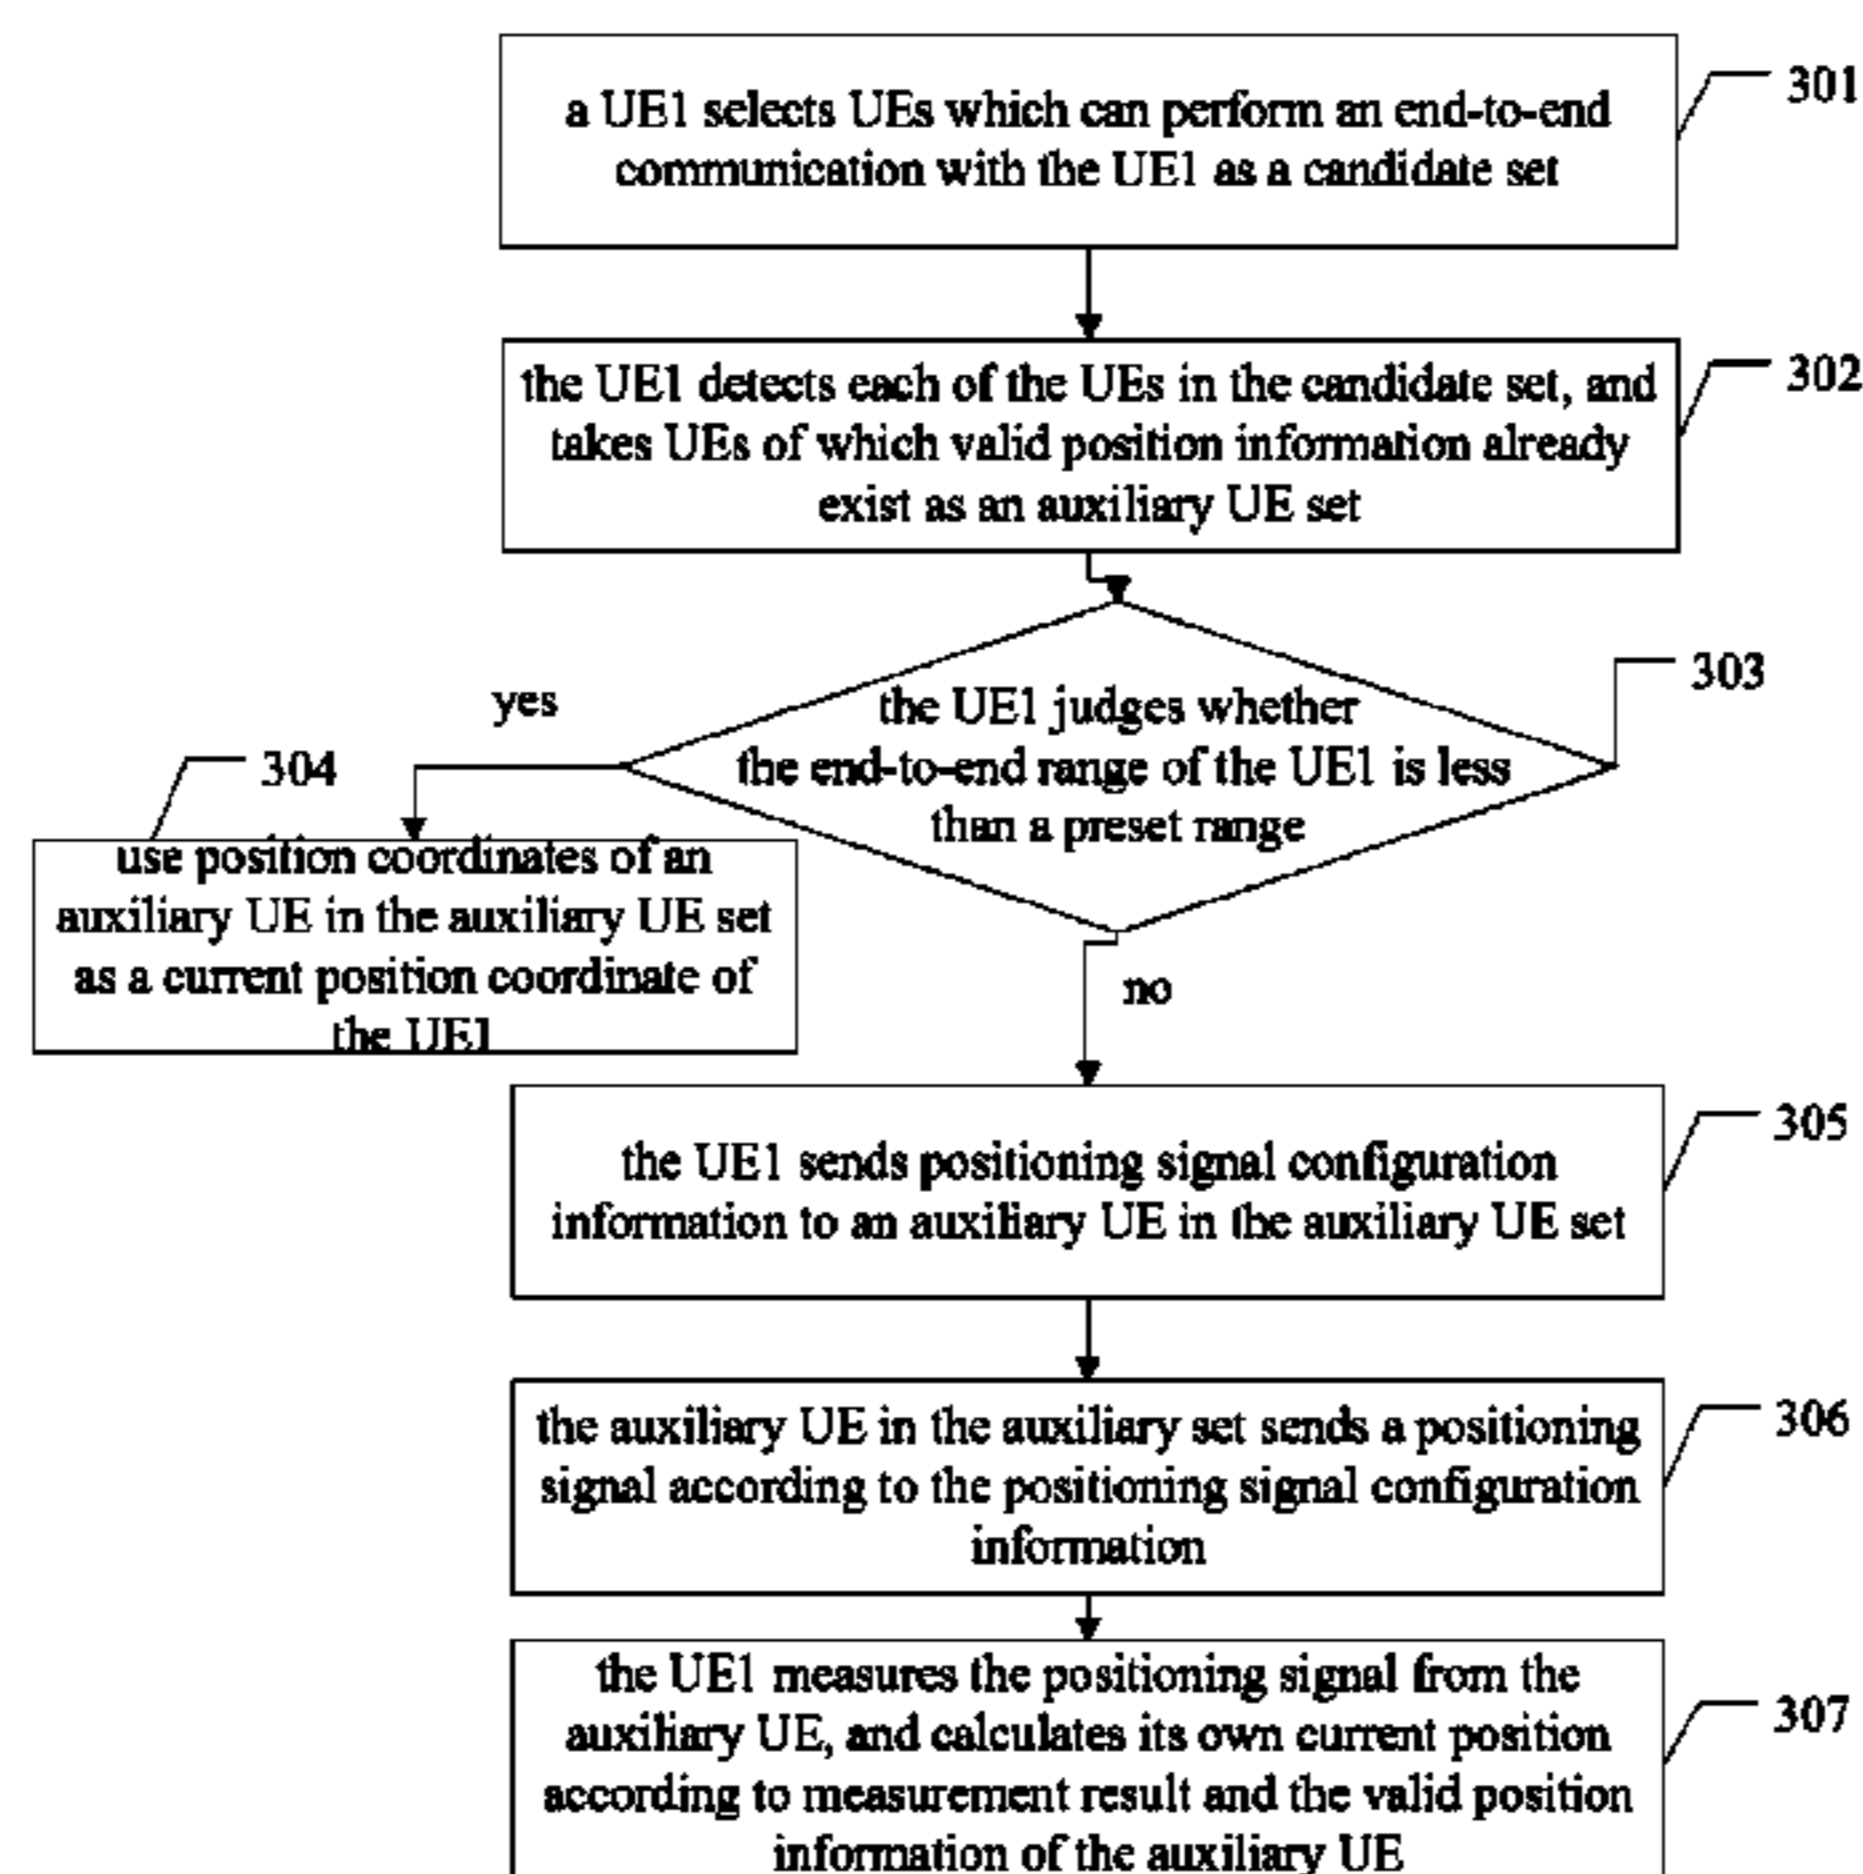 a UE1 selects UEs which can perform an end-to-end
communication with the UE1 as a candidate set
301
the UE1 detects each of the UEs in the candidate set, and
takes UEs of which valid position information already
exist as an auxiliary UE set
302
the UE1 judges whether
the end-to-end range of the UE1 is less
than a preset range
303
yes
304
use position coordinates of an
auxiliary UE in the auxiliary UE set
as a current position coordinate of
the UE1
no
the UE1 sends positioning signal configuration
information to an auxiliary UE in the auxiliary UE set
305
the auxiliary UE in the auxiliary set sends a positioning
signal according to the positioning signal configuration
information
306
the UE1 measures the positioning signal from the
auxiliary UE, and calculates its own current position
according to measurement result and the valid position
information of the auxiliary UE
307